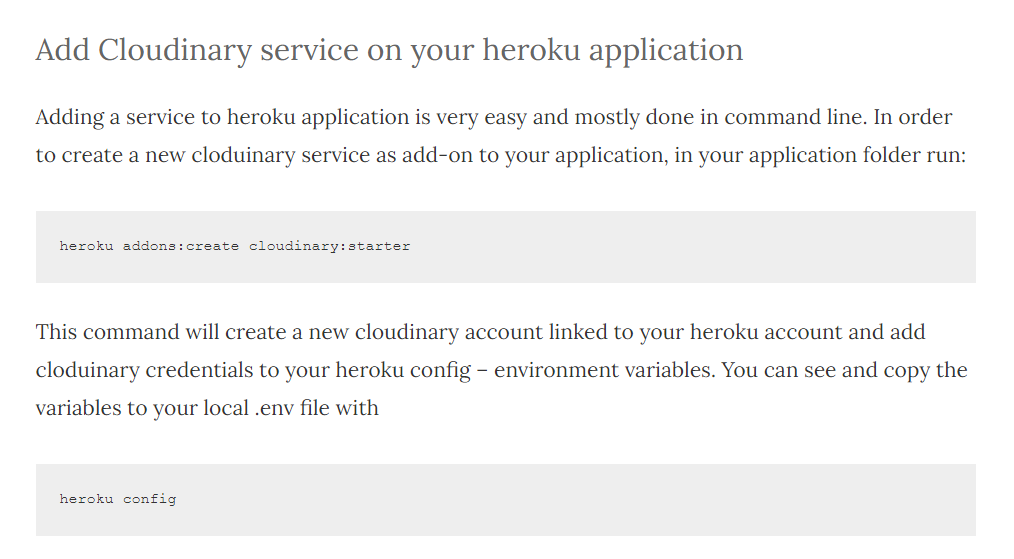 Add Cloudinary service on your heroku application
Adding a service to heroku application is very easy and mostly done in command line. In order
to create a new cloduinary service as add-on to your application, in your application folder run:
heroku addons:create cloudinary:starter
This command will create a new cloudinary account linked to your heroku account and add
cloduinary credentials to your heroku config – environment variables. You can see and copy the
variables to your local .env file with
heroku config